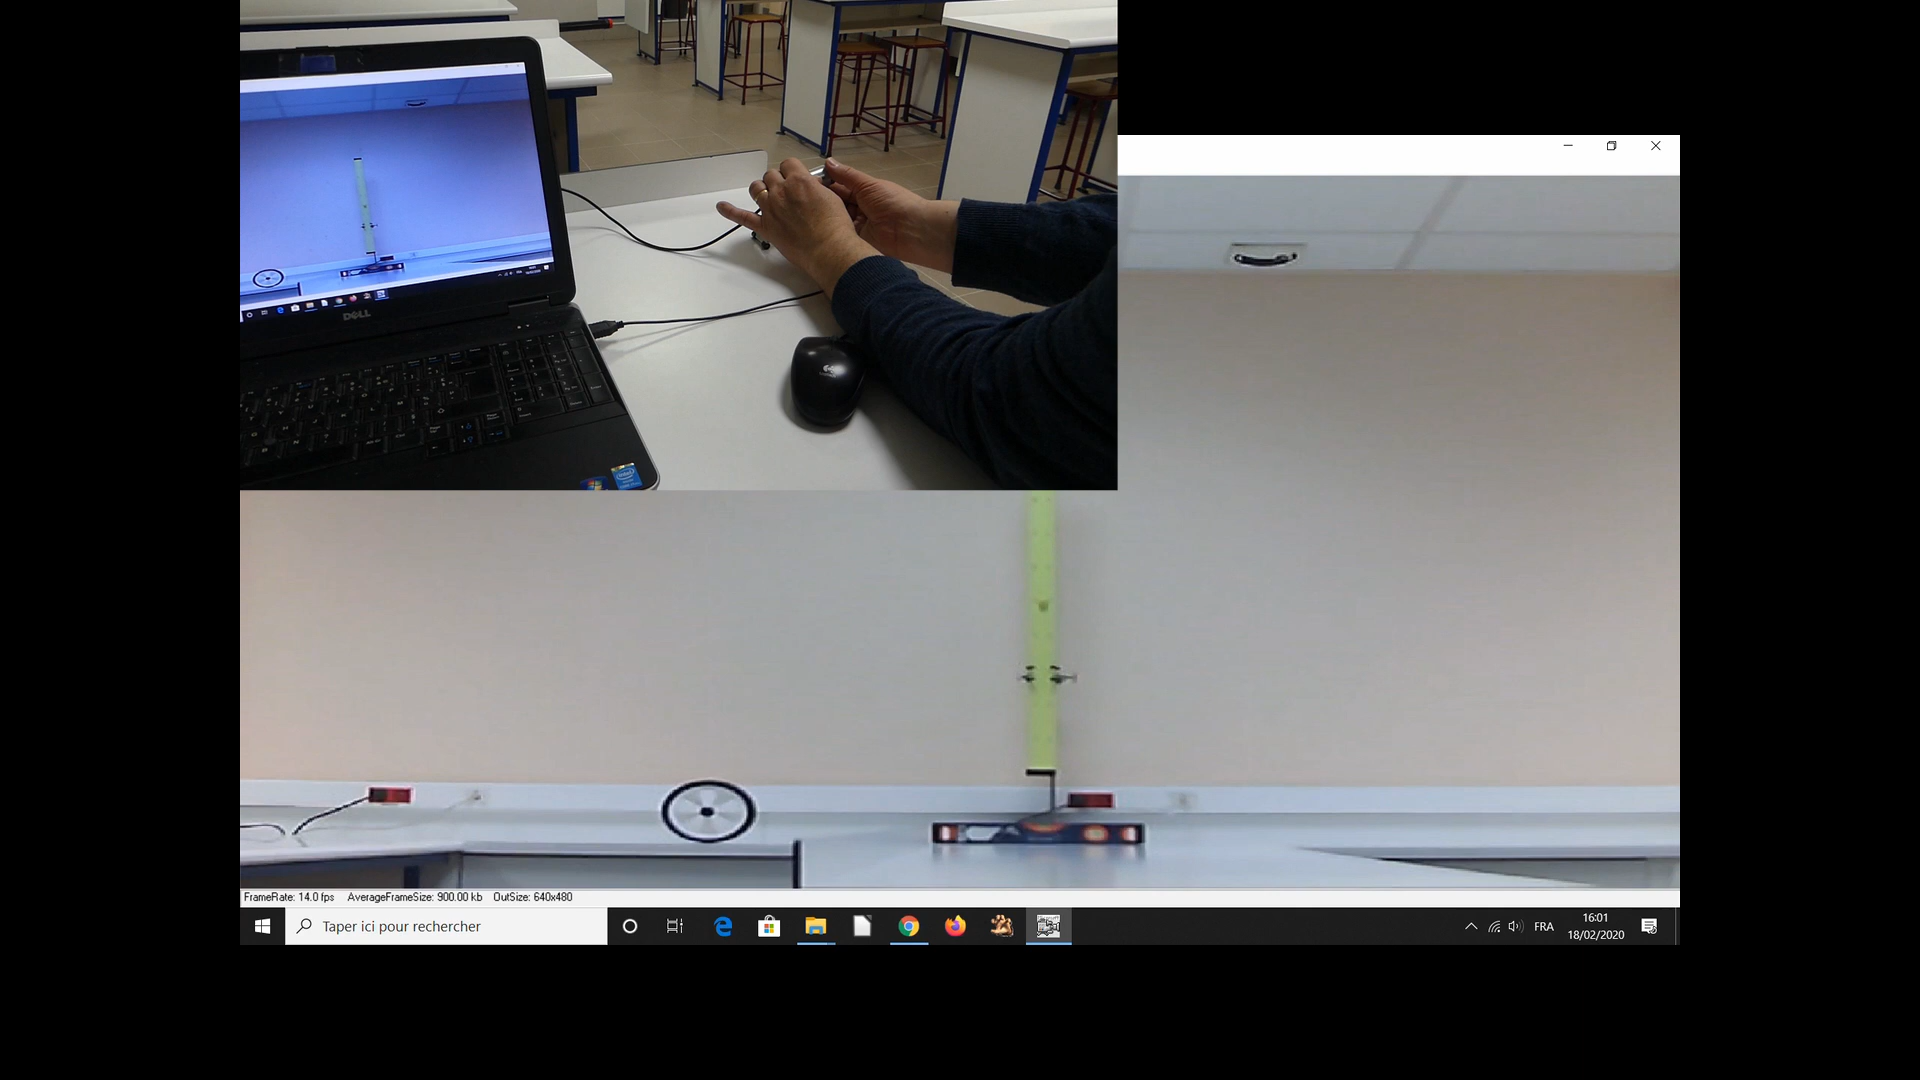 DELL
FrameRate: 14.0 fps AverageFrameSize: 900.00 kb OutSize: 640x480
Taper ici pour rechercher
FRA
16:01
18/02/2020